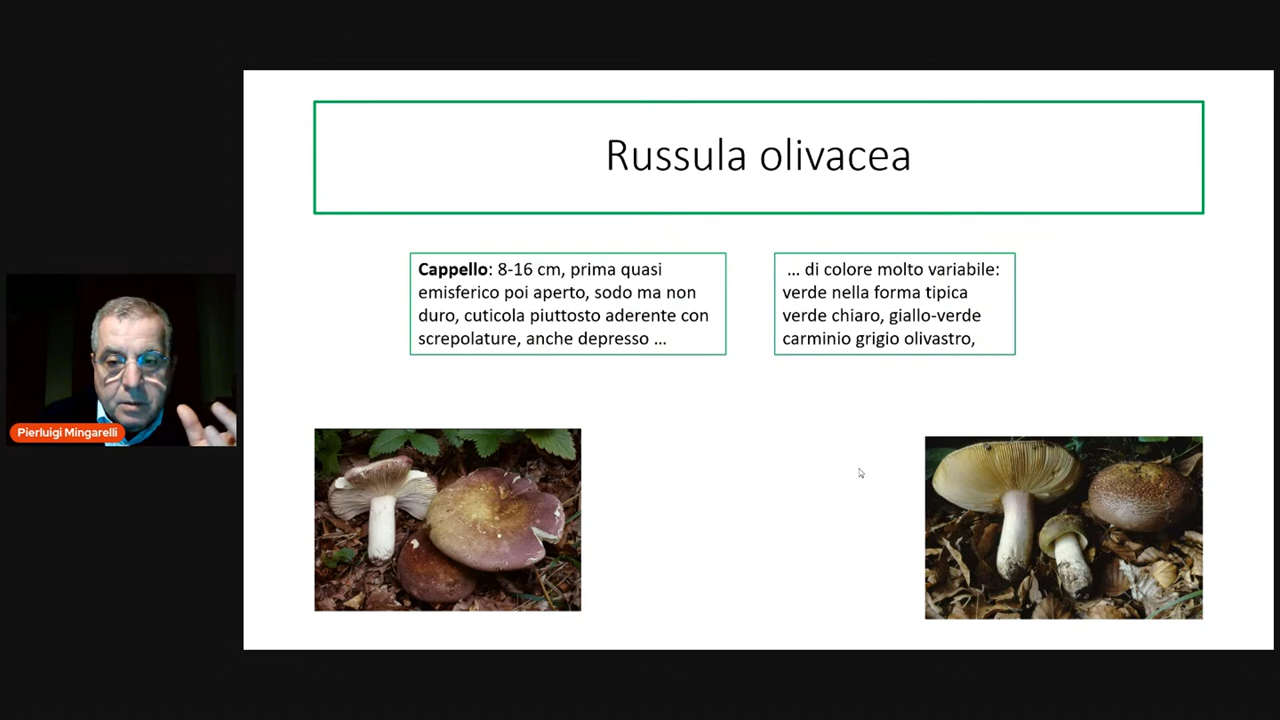 Russula olivacea
Cappello: 8-16 cm, prima quasi
emisferico poi aperto, sodo ma non
duro, cuticola piuttosto aderente con
screpolature, anche depresso ...
... di colore molto variabile:
verde nella forma tipica
verde chiaro, giallo-verde
carminio grigio olivastro,
Pierluigi Mingarelli